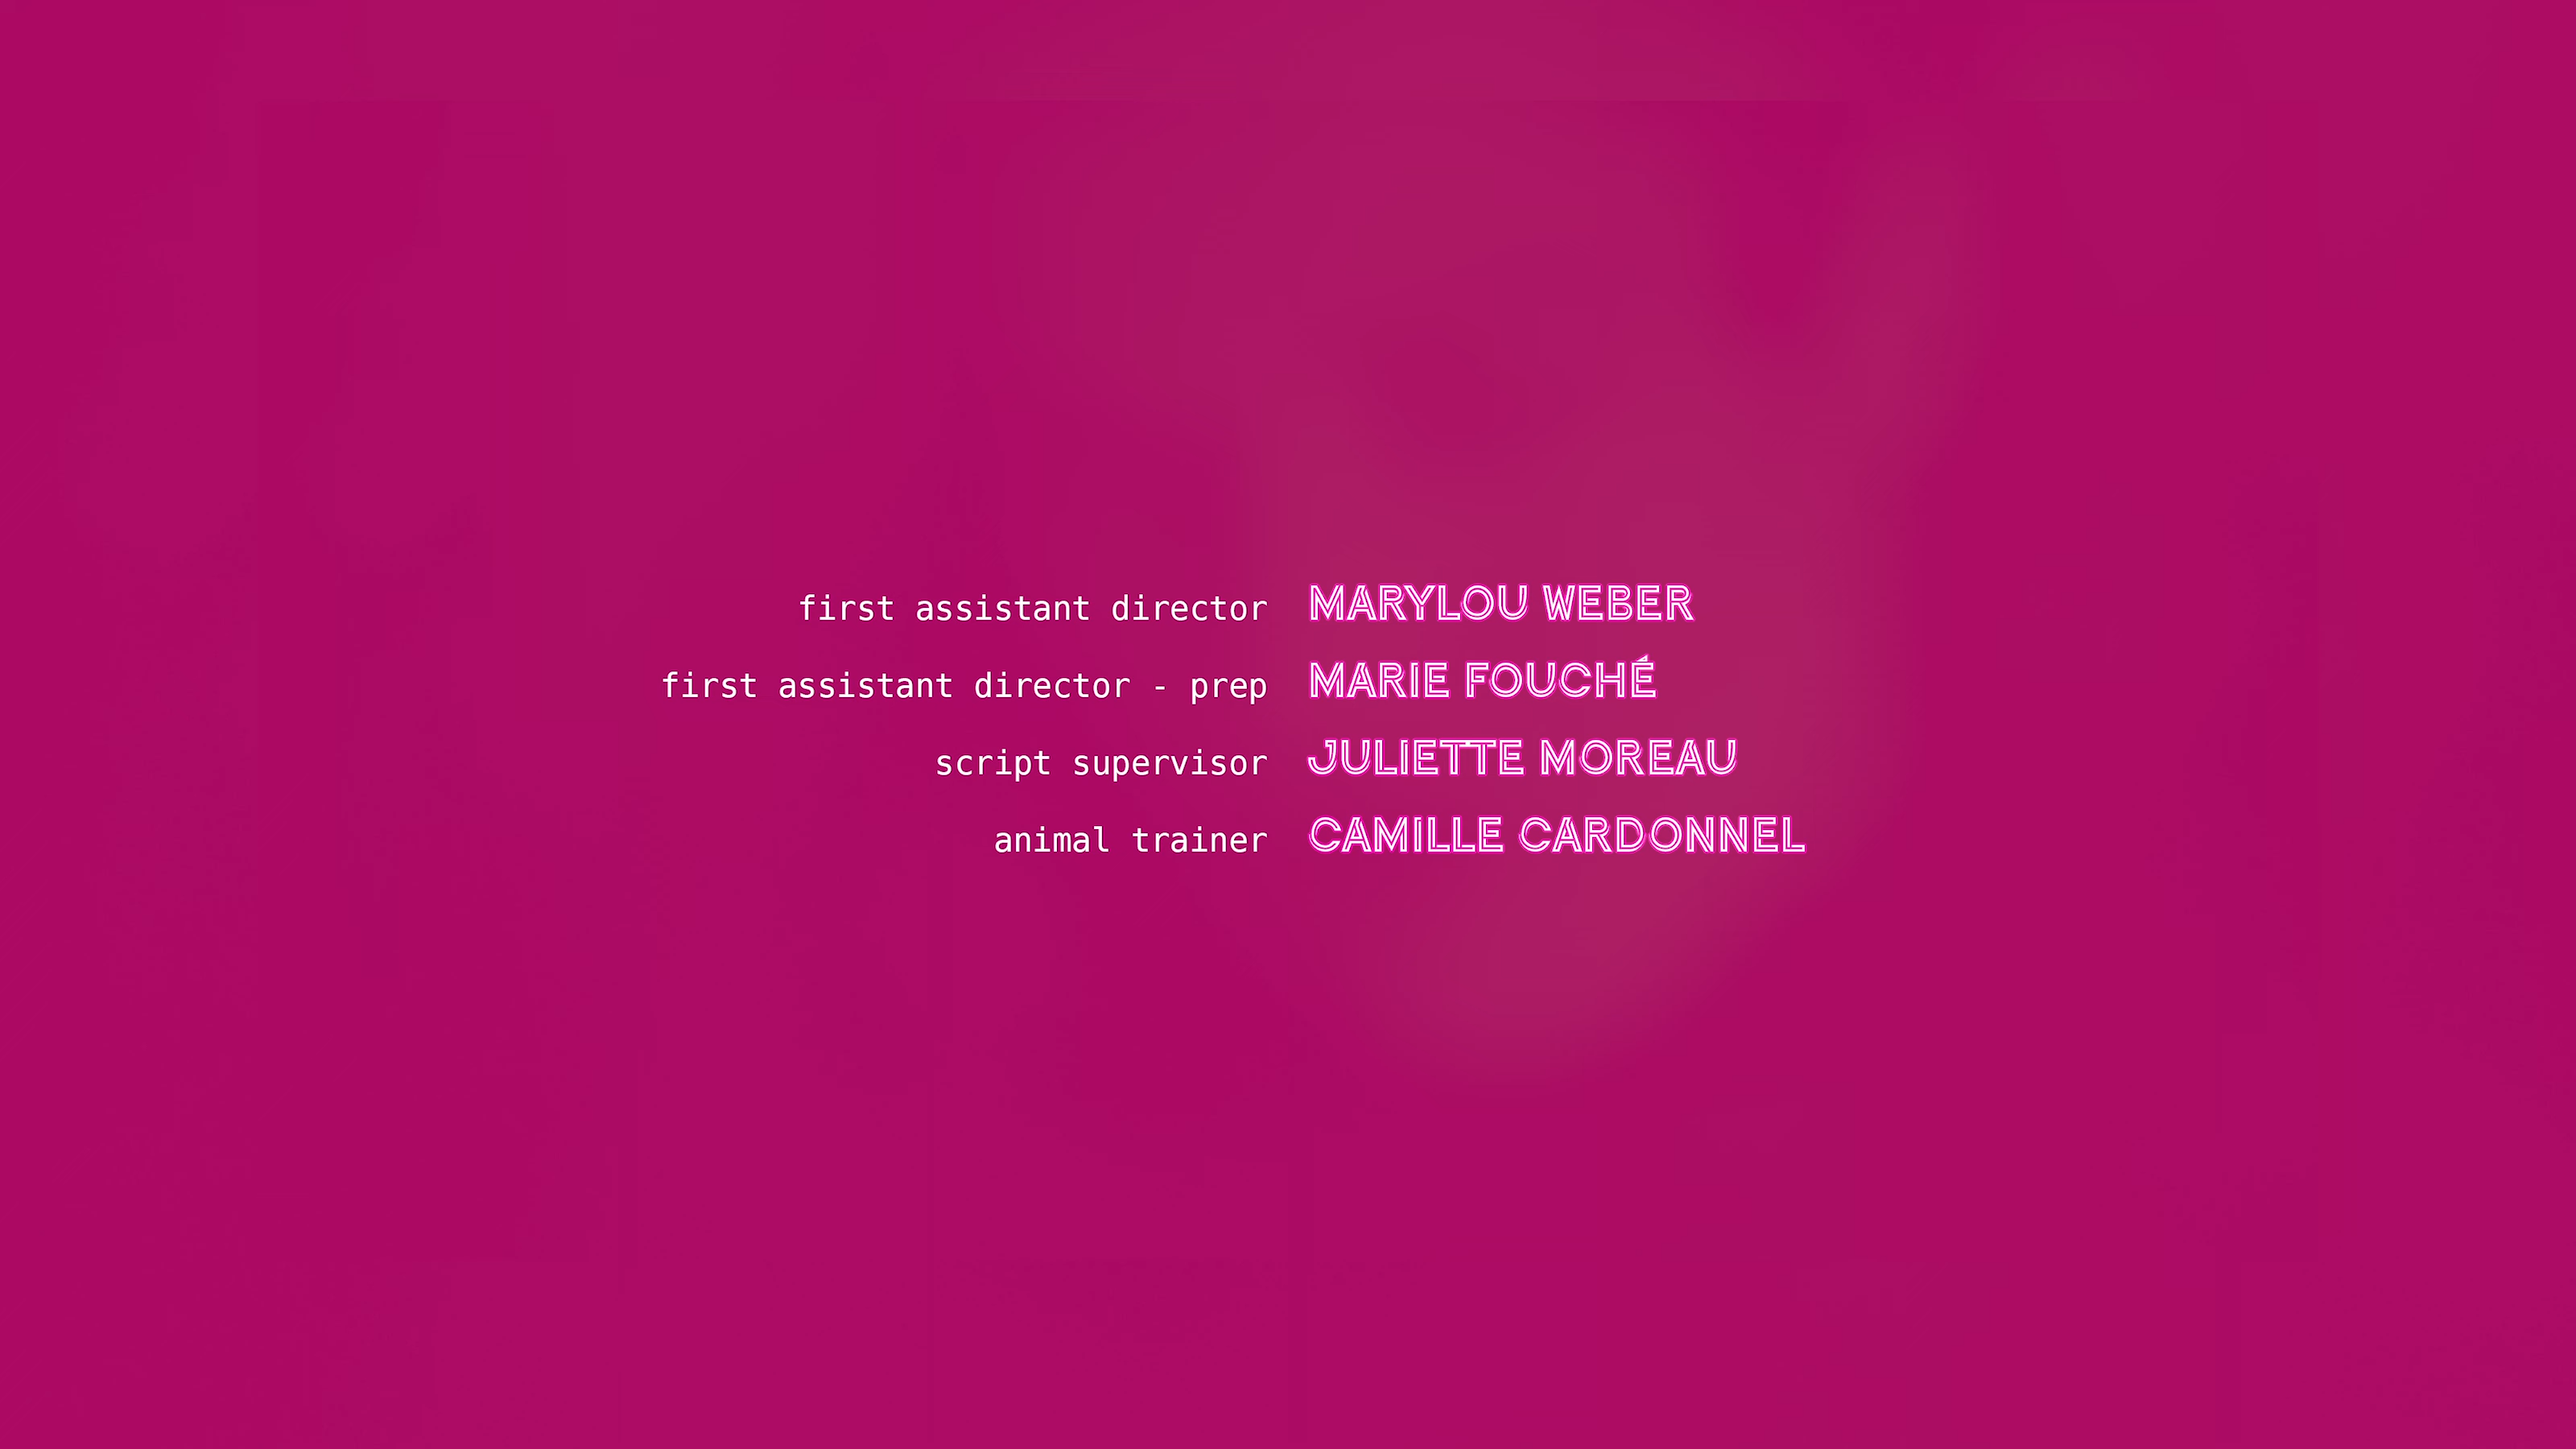 first assistant director MARYLOU WEBER
first assistant director - prep MARIE FOUCHÉ
script supervisor JULIETTE MOREAU
animal trainer CAMILLE CARDONNEL